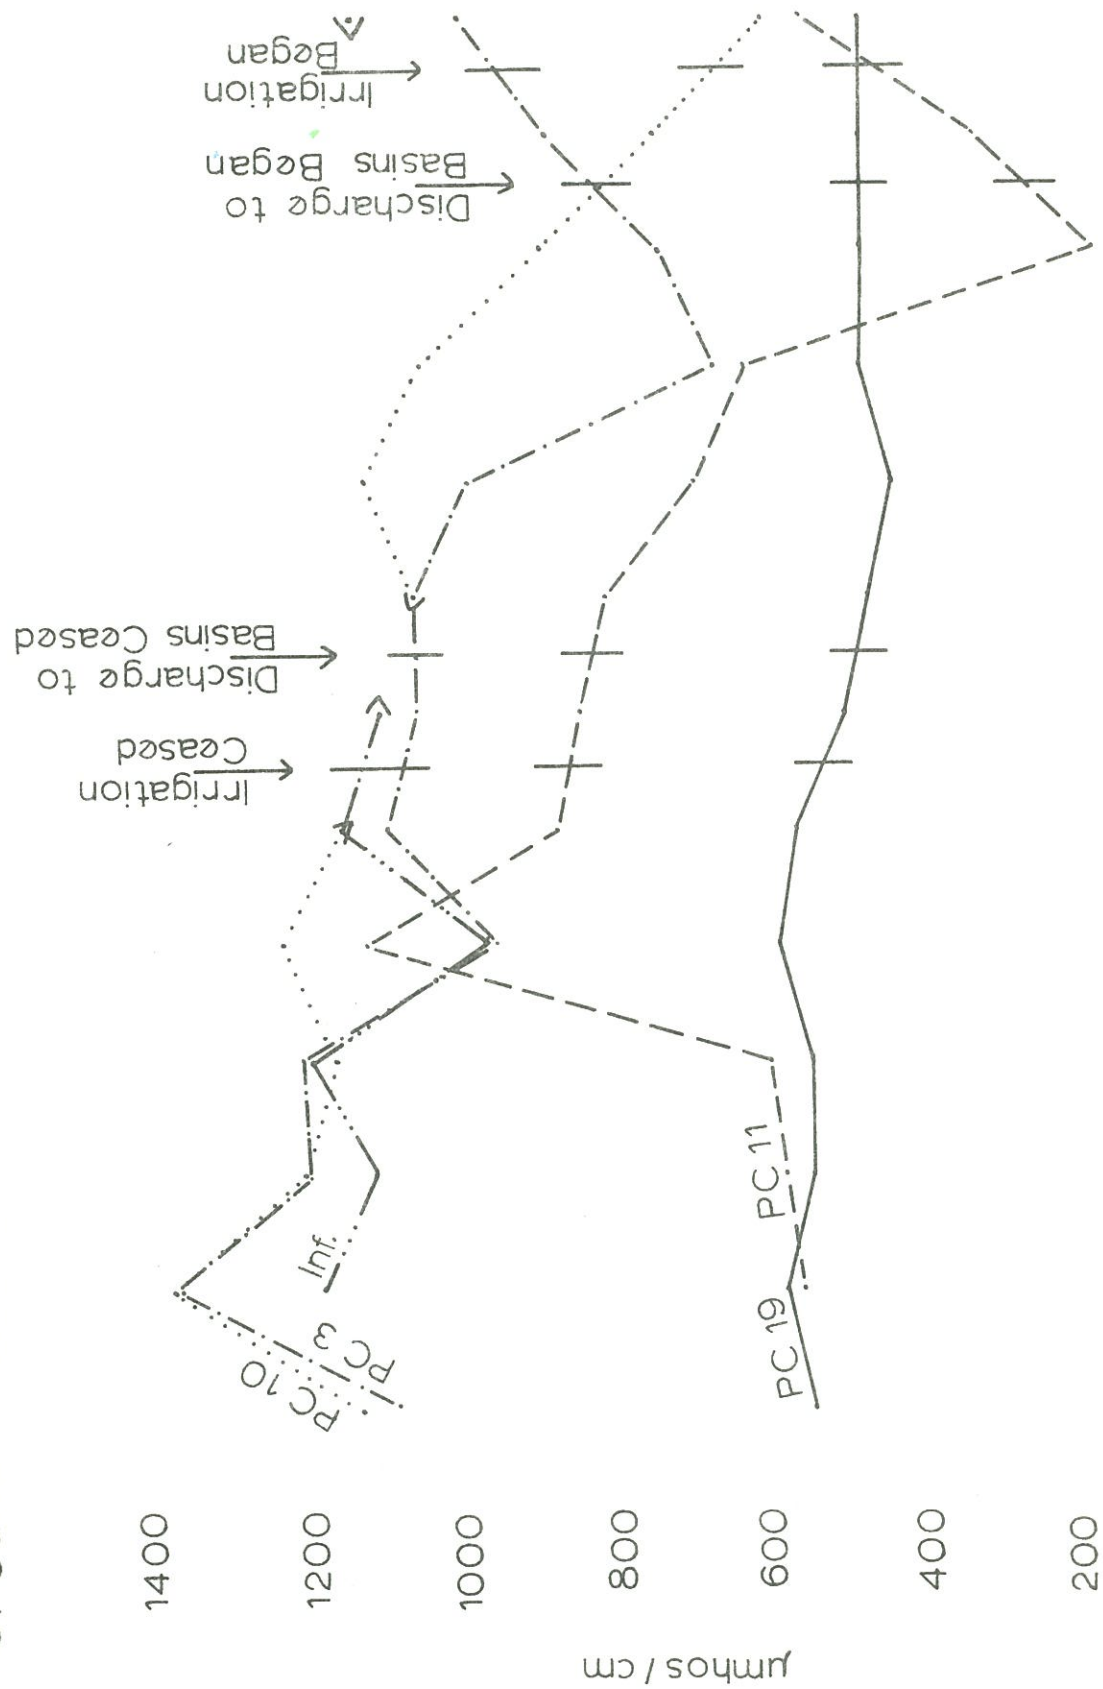 Irrigation
Ceased
Discharge to
Basins Ceased
Discharge to
Basins Began
Irrigation
Began
1400
1200
1000
800
600
400
200
µmhos / cm
PC 10
PC 3
Inf.
PC 11
PC 19